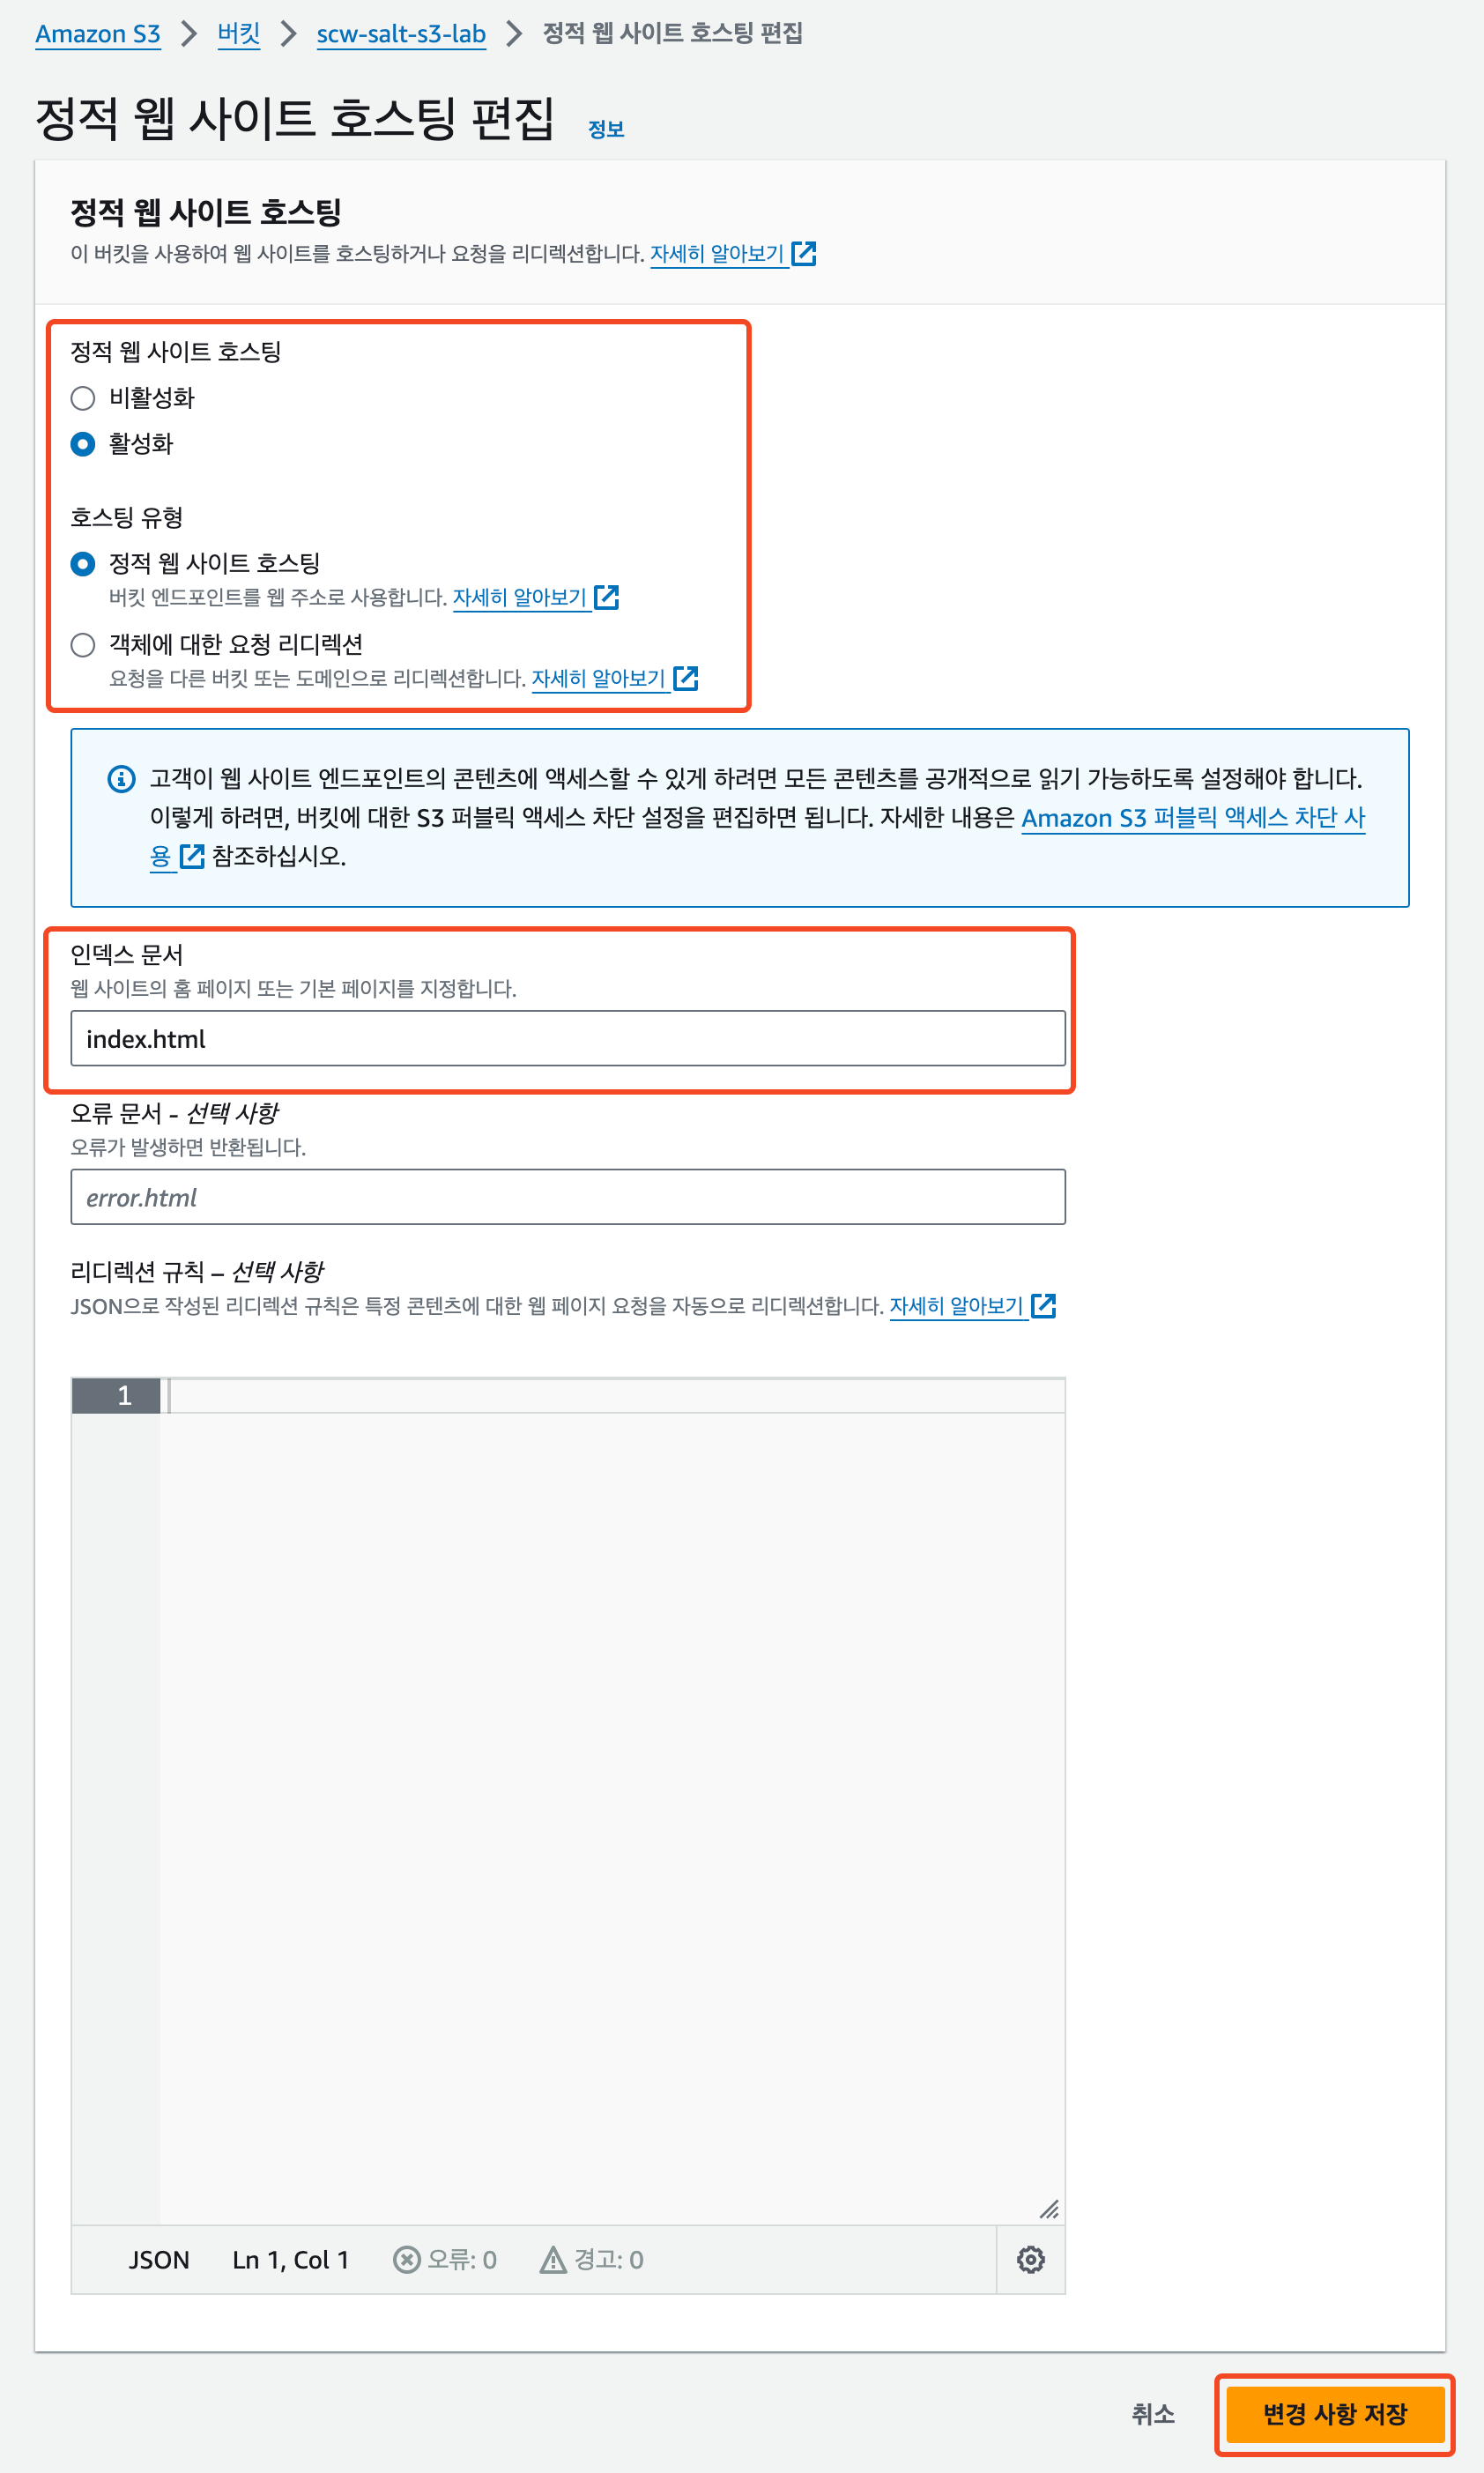 Amazon S3 > 버킷 > scw-salt-s3-lab > 정적 웹 사이트 호스팅 편집
정적 웹 사이트 호스팅 편집 정보
정적 웹 사이트 호스팅
이 버킷을 사용하여 웹 사이트를 호스팅하거나 요청을 리디렉션합니다. 자세히 알아보기
정적 웹 사이트 호스팅
비활성화
활성화
호스팅 유형
정적 웹 사이트 호스팅
버킷 엔드포인트를 웹 주소로 사용합니다. 자세히 알아보기
객체에 대한 요청 리디렉션
요청을 다른 버킷 또는 도메인으로 리디렉션합니다. 자세히 알아보기
고객이 웹 사이트 엔드포인트의 콘텐츠에 액세스할 수 있게 하려면 모든 콘텐츠를 공개적으로 읽기 가능하도록 설정해야 합니다.
이렇게 하려면, 버킷에 대한 S3 퍼블릭 액세스 차단 설정을 편집하면 됩니다. 자세한 내용은 Amazon S3 퍼블릭 액세스 차단 사
용 참조하십시오.
인덱스 문서
웹 사이트의 홈 페이지 또는 기본 페이지를 지정합니다.
index.html
오류 문서 - 선택 사항
오류가 발생하면 반환됩니다.
error.html
리디렉션 규칙 – 선택 사항
JSON으로 작성된 리디렉션 규칙은 특정 콘텐츠에 대한 웹 페이지 요청을 자동으로 리디렉션합니다. 자세히 알아보기
1
JSON Ln 1, Col 1 오류: 0 경고: 0
취소 변경 사항 저장